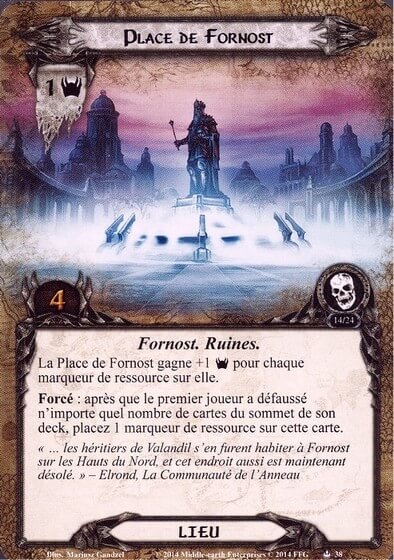 Place de Fornost
1
4
14/24
Fornost. Ruines.
La Place de Fornost gagne +1 pour chaque
marqueur de ressource sur elle.
Forcé : après que le premier joueur a défaussé
n'importe quel nombre de cartes du sommet de son
deck, placez 1 marqueur de ressource sur cette carte.
« … les héritiers de Valandil s'en furent habiter à Fornost
sur les Hauts du Nord, et cet endroit aussi est maintenant
désolé. » – Elrond, La Communauté de l'Anneau
LIEU
Illus. Mariusz Gandzel © 2014 Middle-earth Enterprises © 2014 FFG 38